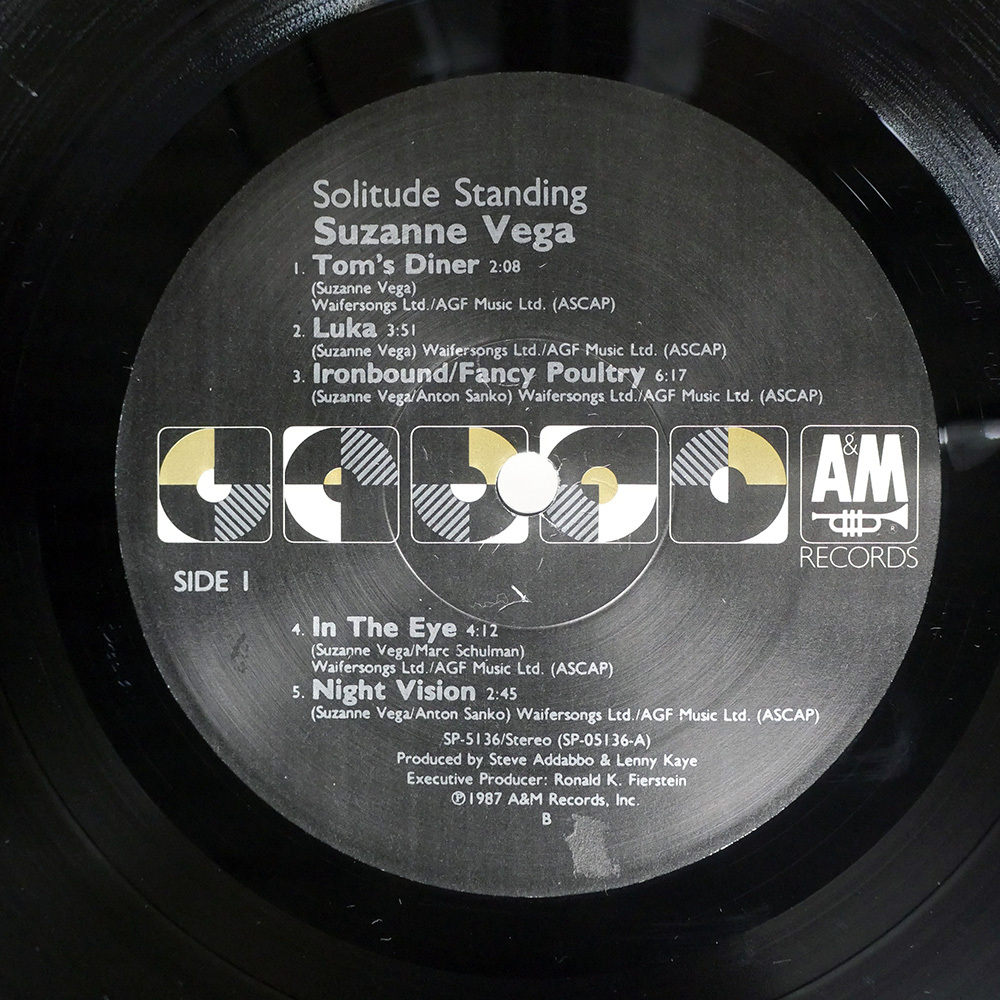 Solitude Standing
Suzanne Vega
1. Tom's Diner 2:08
(Suzanne Vega)
Waifersongs Ltd./AGF Music Ltd. (ASCAP)
2. Luka 3:51
(Suzanne Vega) Waifersongs Ltd./AGF Music Ltd. (ASCAP)
3. Ironbound/Fancy Poultry 6:17
(Suzanne Vega/Anton Sanko) Waifersongs Ltd./AGF Music Ltd. (ASCAP)
A&M
®
RECORDS
SIDE 1
4. In The Eye 4:12
(Suzanne Vega/Marc Schulman)
Waifersongs Ltd./AGF Music Ltd. (ASCAP)
5. Night Vision 2:45
(Suzanne Vega/Anton Sanko) Waifersongs Ltd./AGF Music Ltd. (ASCAP)
SP-5136/Stereo (SP-05136-A)
Produced by Steve Addabbo & Lenny Kaye
Executive Producer: Ronald K. Fierstein
℗1987 A&M Records, Inc.
B